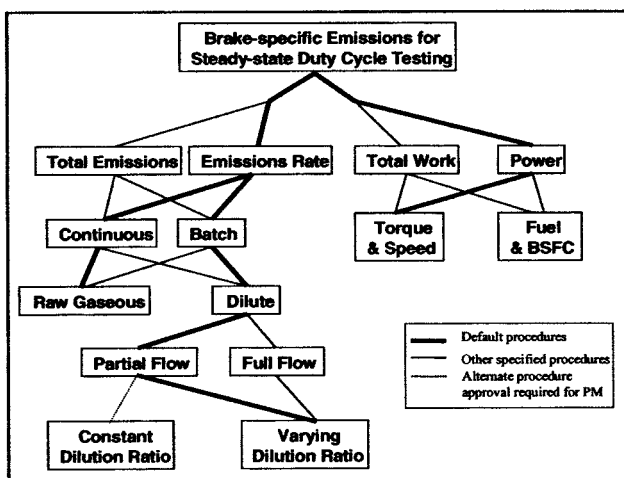 Brake-specific Emissions for
Steady-state Duty Cycle Testing
Total Emissions
Emissions Rate
Total Work
Power
Continuous
Batch
Torque
& Speed
Fuel
& BSFC
Raw Gaseous
Dilute
Partial Flow
Full Flow
Constant
Dilution Ratio
Varying
Dilution Ratio
Default procedures
Other specified procedures
Alternate procedure
approval required for PM